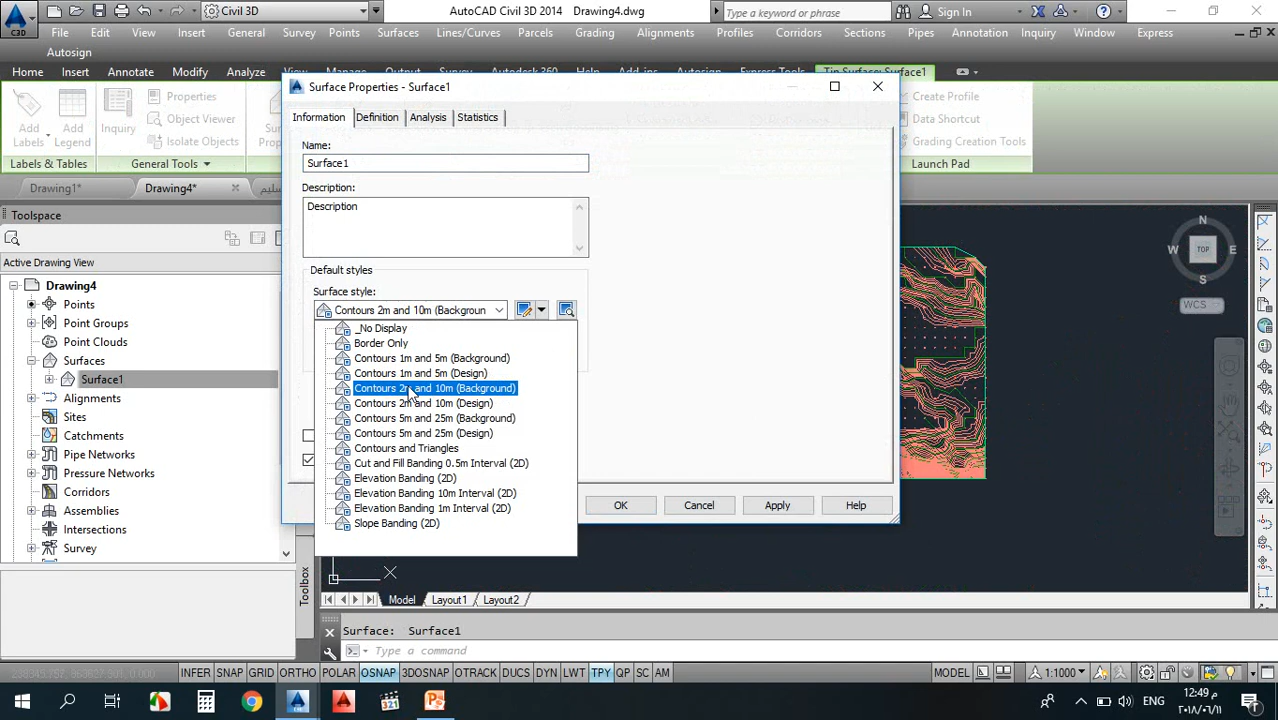 Civil 3D
AutoCAD Civil 3D 2014 Drawing4.dwg
Type a keyword or phrase
Sign In
C3D
File Edit View Insert General Survey Points Surfaces Lines/Curves Parcels Grading Alignments Profiles Corridors Sections Pipes Annotation Inquiry Window Express
Autosign
Home Insert Annotate Modify Analyze
Tin Surface: Surface1
Surface Properties - Surface1
Properties
Object Viewer
Isolate Objects
Add
Labels
Add
Legend
Inquiry
Labels & Tables
General Tools
Create Profile
Data Shortcut
Grading Creation Tools
Launch Pad
Drawing1*
Drawing4*
Toolspace
Active Drawing View
Drawing4
Points
Point Groups
Point Clouds
Surfaces
Surface1
Alignments
Sites
Catchments
Pipe Networks
Pressure Networks
Corridors
Assemblies
Intersections
Survey
Toolbox
Information Definition Analysis Statistics
Name:
Surface1
Description:
Description
Default styles
Surface style:
Contours 2m and 10m (Backgroun
_No Display
Border Only
Contours 1m and 5m (Background)
Contours 1m and 5m (Design)
Contours 2m and 10m (Background)
Contours 2m and 10m (Design)
Contours 5m and 25m (Background)
Contours 5m and 25m (Design)
Contours and Triangles
Cut and Fill Banding 0.5m Interval (2D)
Elevation Banding (2D)
Elevation Banding 10m Interval (2D)
Elevation Banding 1m Interval (2D)
Slope Banding (2D)
OK Cancel Apply Help
N
W TOP E
S
WCS
Model Layout1 Layout2
Surface: Surface1
Type a command
INFER SNAP GRID ORTHO POLAR OSNAP 3DOSNAP OTRACK DUCS DYN LWT TPY QP SC AM
MODEL
1:1000
321
ENG
12:49 م
٢٠١٨/٠٦/١١